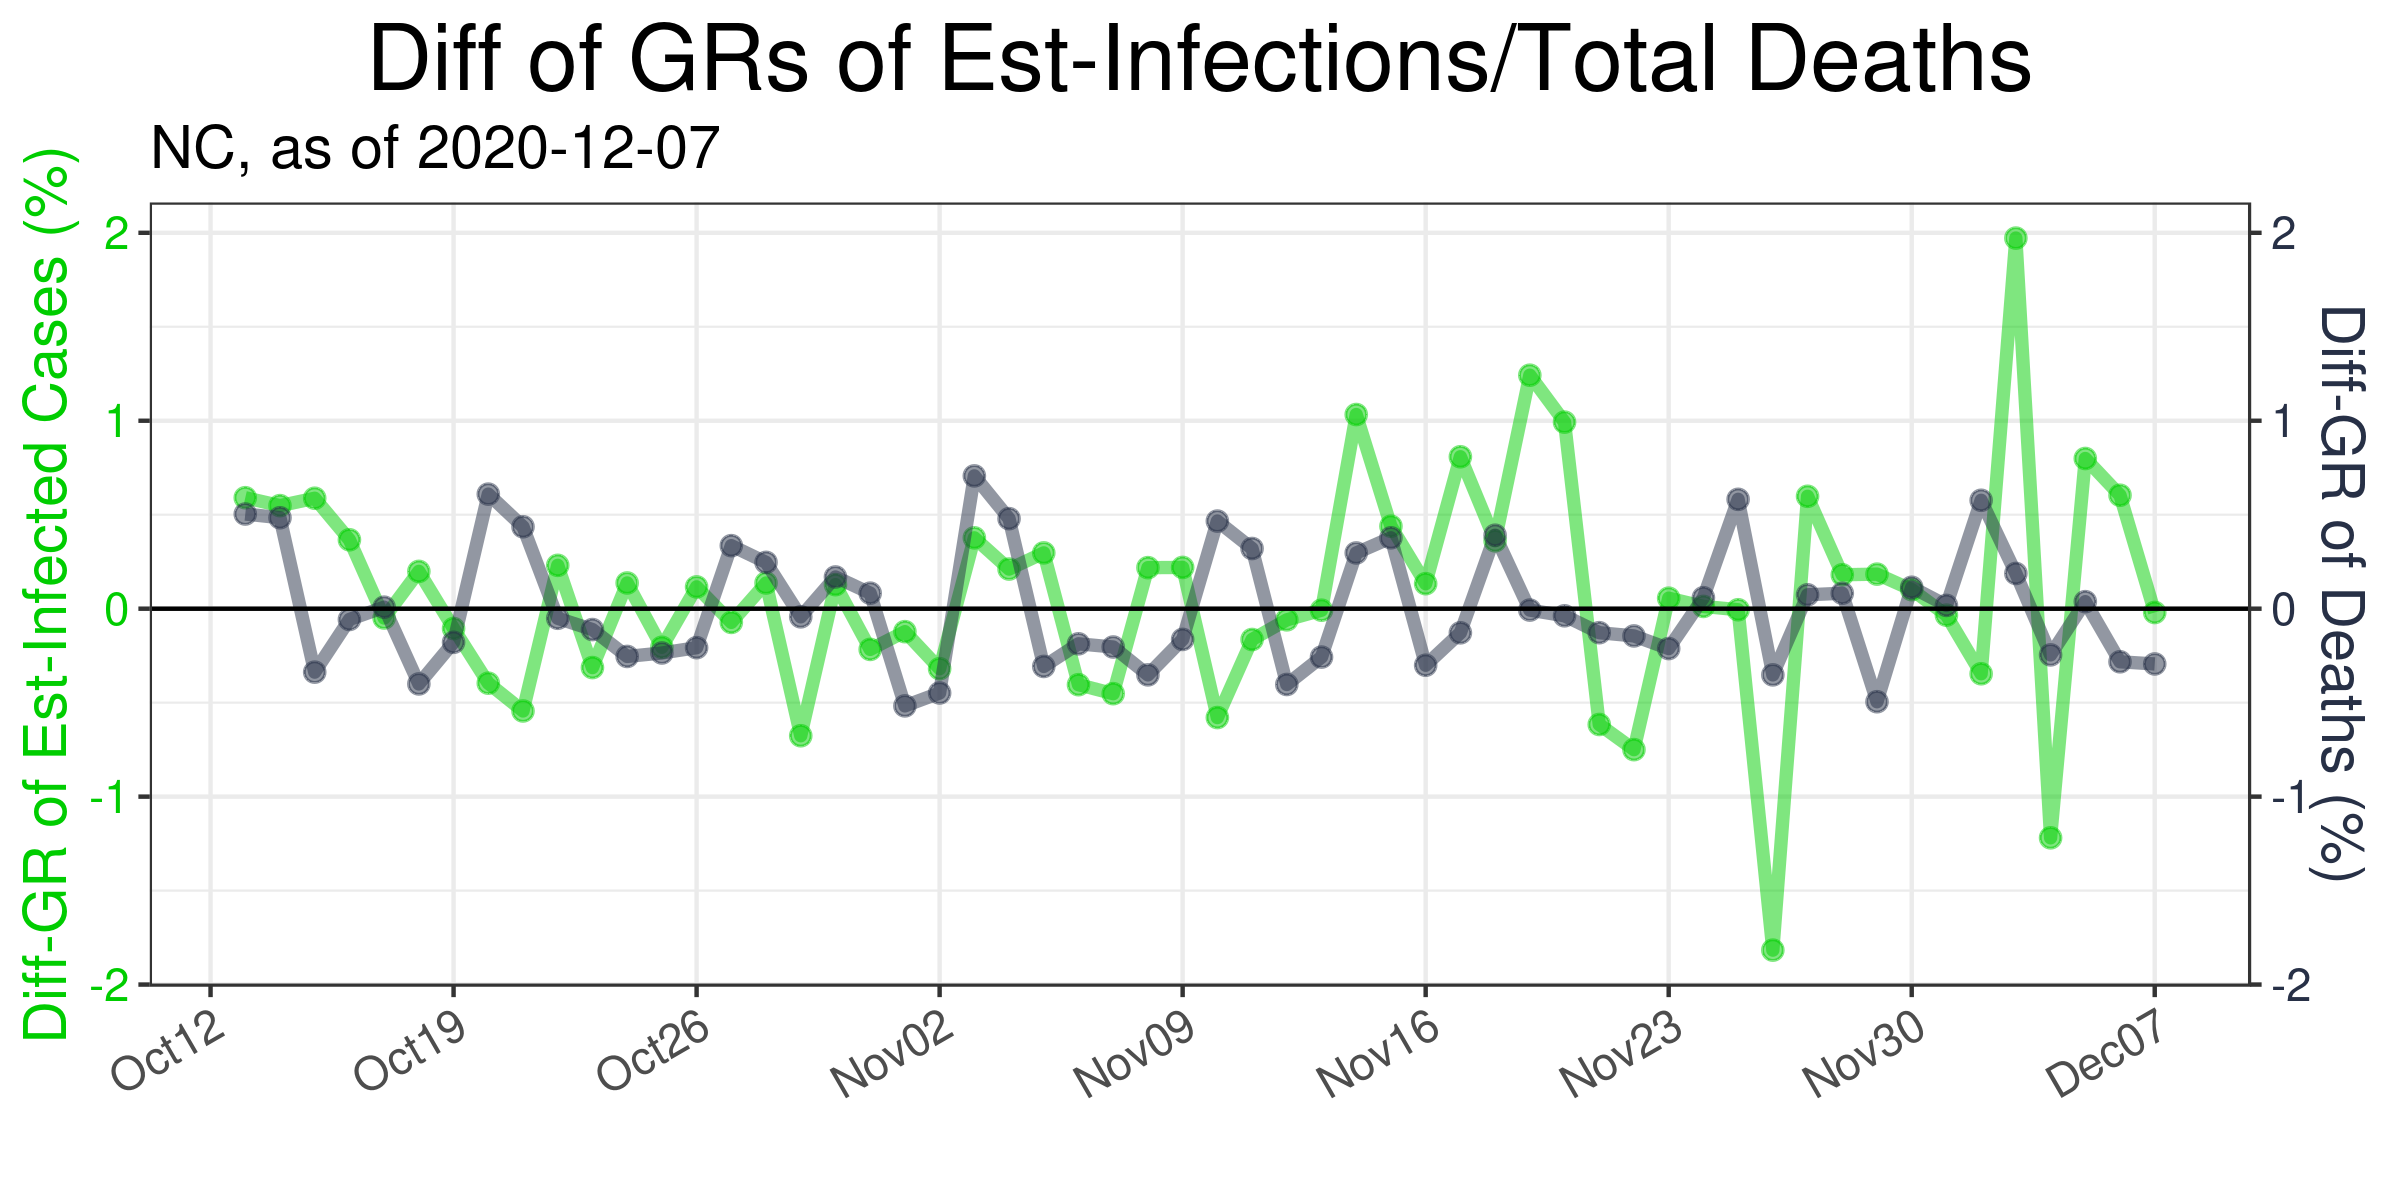 Diff of GRs of Est-Infections/Total Deaths
NC, as of 2020-12-07
Diff-GR of Est-Infected Cases (%)
2
1
0
-1
-2
2
1
0
-1
-2
Diff-GR of Deaths (%)
Oct12
Oct19
Oct26
Nov02
Nov09
Nov16
Nov23
Nov30
Dec07